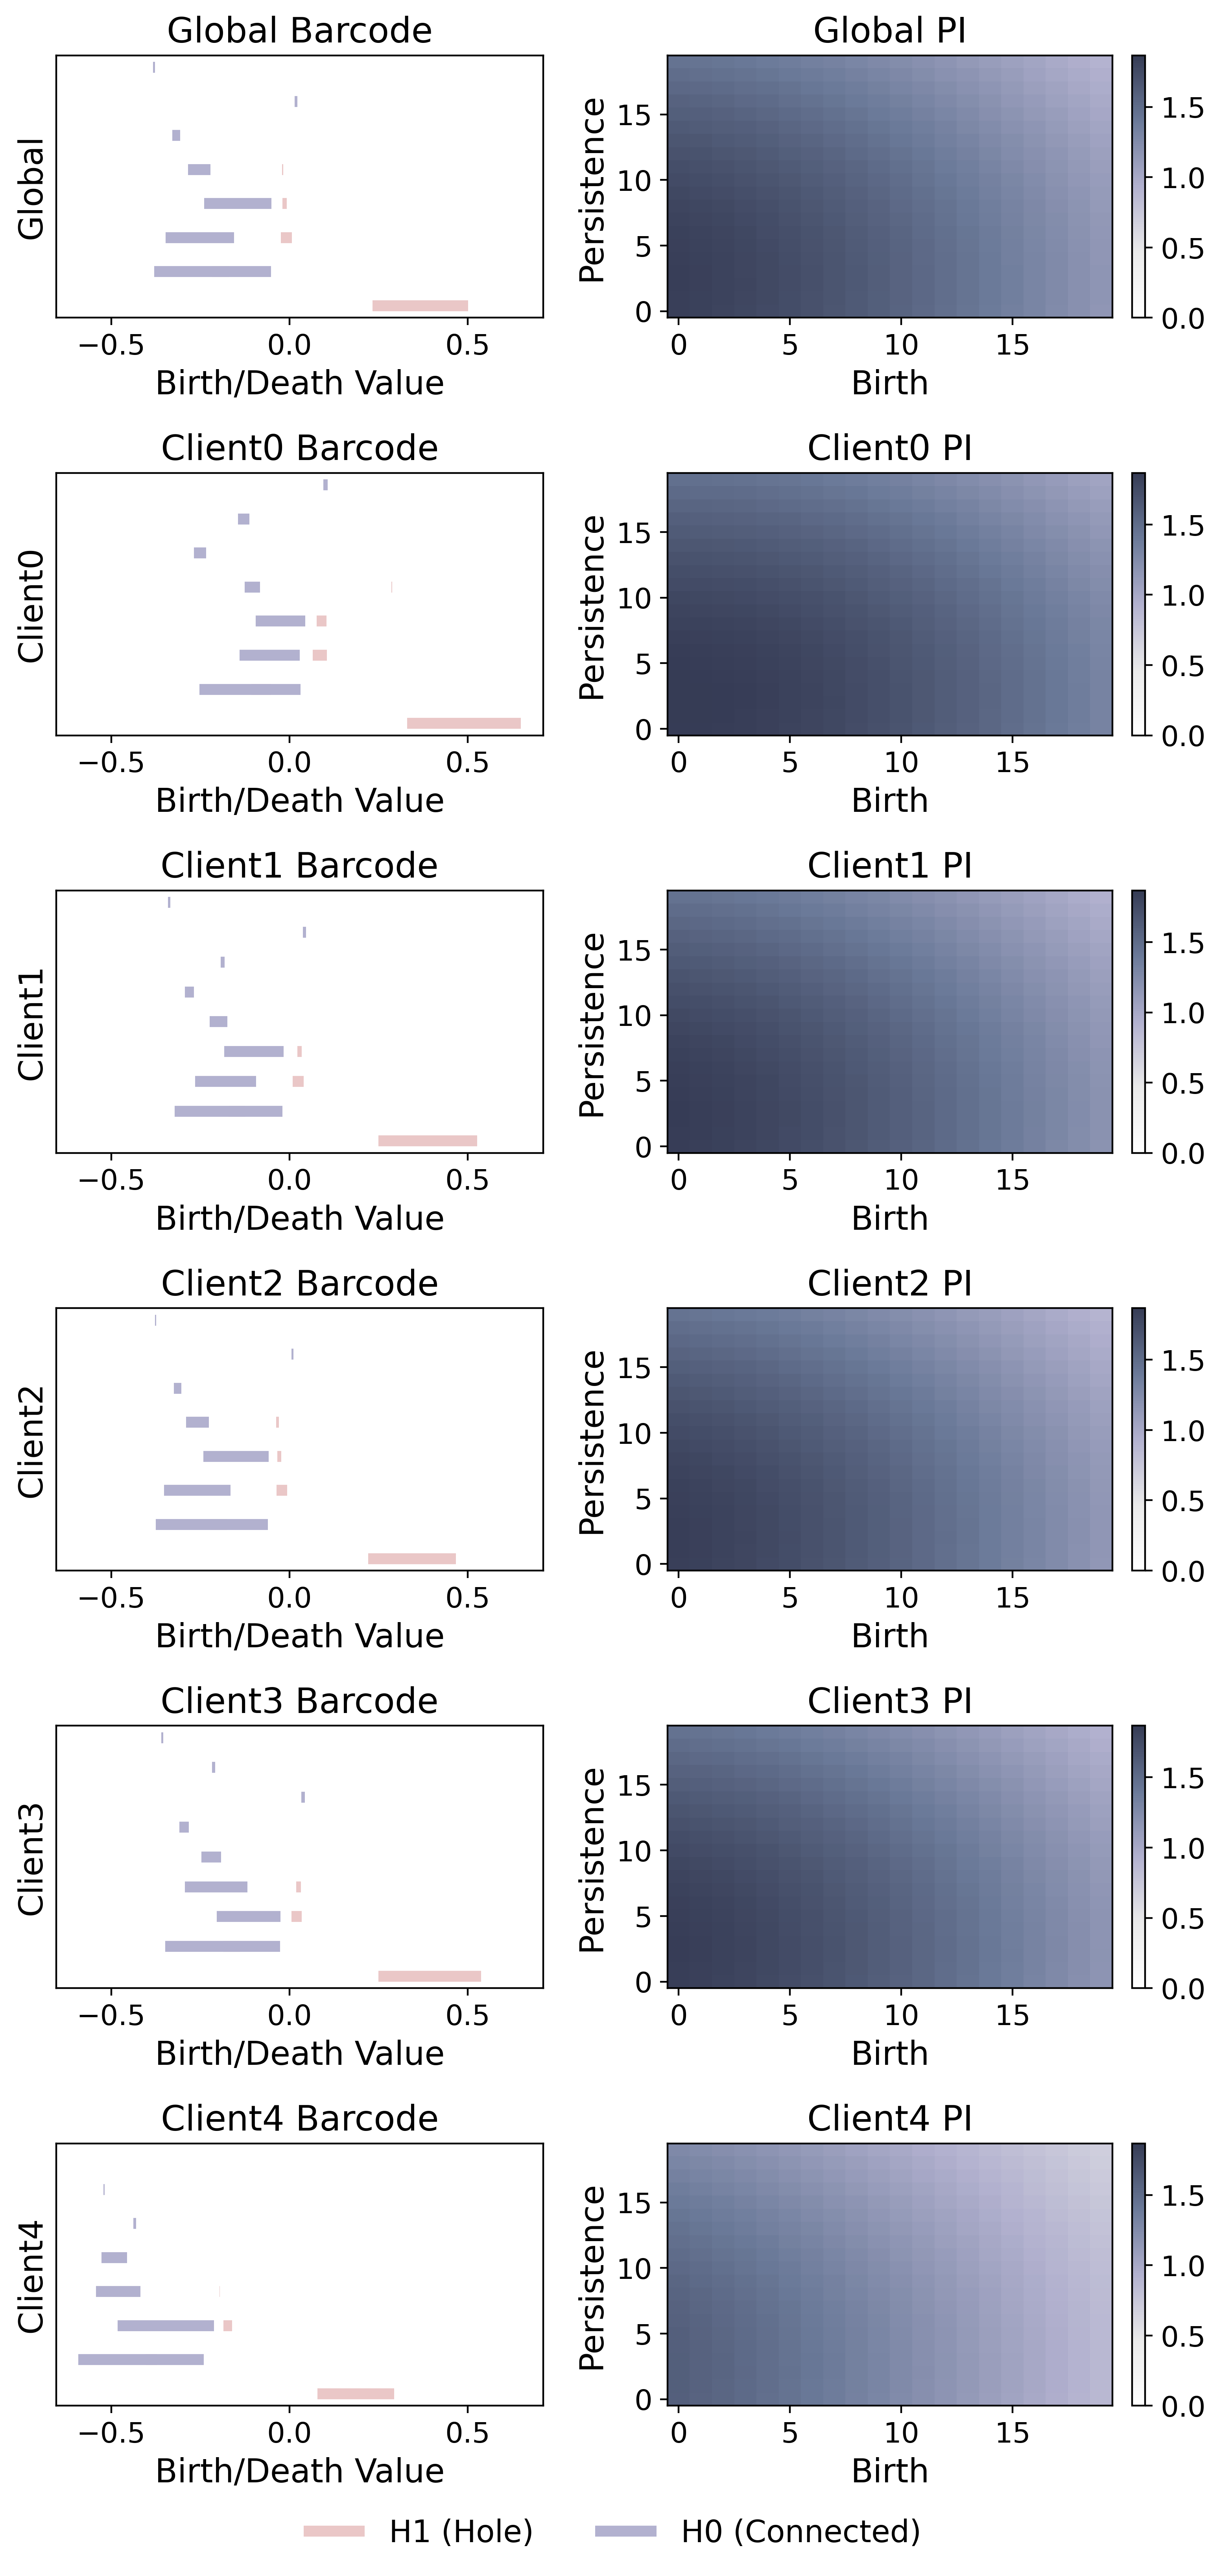 Global Barcode
Global PI
Global
−0.5 0.0 0.5
Birth/Death Value
Persistence
15
10
5
0
0 5 10 15
Birth
1.5
1.0
0.5
0.0
Client0 Barcode
Client0 PI
Client0
−0.5 0.0 0.5
Birth/Death Value
Persistence
15
10
5
0
0 5 10 15
Birth
1.5
1.0
0.5
0.0
Client1 Barcode
Client1 PI
Client1
−0.5 0.0 0.5
Birth/Death Value
Persistence
15
10
5
0
0 5 10 15
Birth
1.5
1.0
0.5
0.0
Client2 Barcode
Client2 PI
Client2
−0.5 0.0 0.5
Birth/Death Value
Persistence
15
10
5
0
0 5 10 15
Birth
1.5
1.0
0.5
0.0
Client3 Barcode
Client3 PI
Client3
−0.5 0.0 0.5
Birth/Death Value
Persistence
15
10
5
0
0 5 10 15
Birth
1.5
1.0
0.5
0.0
Client4 Barcode
Client4 PI
Client4
−0.5 0.0 0.5
Birth/Death Value
Persistence
15
10
5
0
0 5 10 15
Birth
1.5
1.0
0.5
0.0
H1 (Hole)
H0 (Connected)